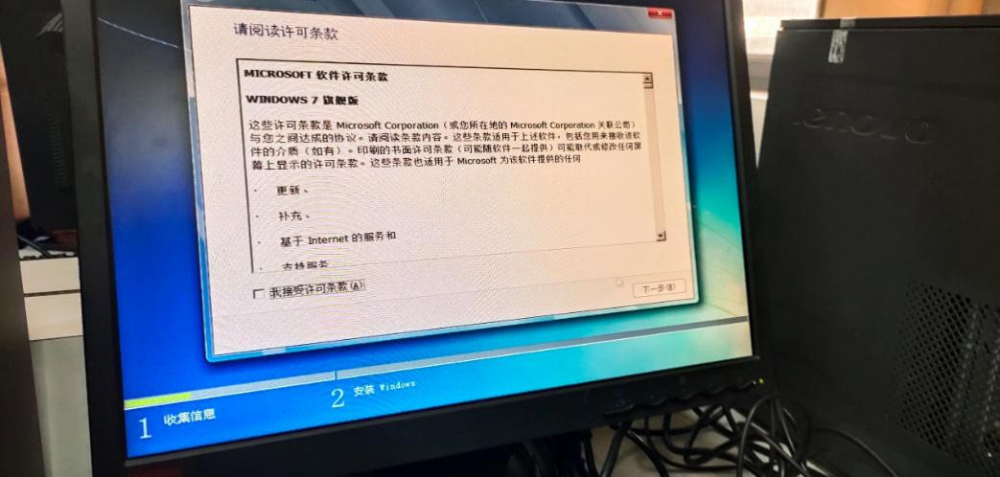 请阅读许可条款
MICROSOFT 软件许可条款
WINDOWS 7 旗舰版
这些许可条款是 Microsoft Corporation（或您所在地的 Microsoft Corporation 关联公司）
与您之间达成的协议。请阅读条款内容。这些条款适用于上述软件，包括您用来接收该软
件的介质（如有）。印刷的书面许可条款（可能随软件一起提供）可能取代或修改任何屏
幕上显示的许可条款。这些条款也适用于 Microsoft 为该软件提供的任何
· 更新、
· 补充、
· 基于 Internet 的服务和
· 支持服务
我接受许可条款(A)
下一步(N)
1 收集信息
2 安装 Windows
lenovo